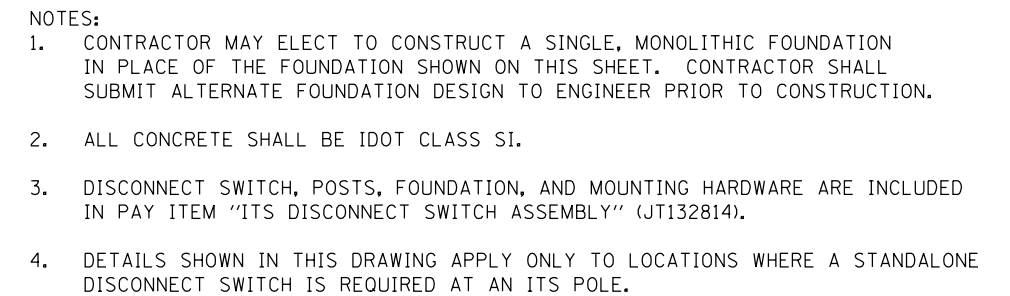 NOTES:
1. CONTRACTOR MAY ELECT TO CONSTRUCT A SINGLE, MONOLITHIC FOUNDATION
IN PLACE OF THE FOUNDATION SHOWN ON THIS SHEET. CONTRACTOR SHALL
SUBMIT ALTERNATE FOUNDATION DESIGN TO ENGINEER PRIOR TO CONSTRUCTION.
2. ALL CONCRETE SHALL BE IDOT CLASS SI.
3. DISCONNECT SWITCH, POSTS, FOUNDATION, AND MOUNTING HARDWARE ARE INCLUDED
IN PAY ITEM "ITS DISCONNECT SWITCH ASSEMBLY" (JT132814).
4. DETAILS SHOWN IN THIS DRAWING APPLY ONLY TO LOCATIONS WHERE A STANDALONE
DISCONNECT SWITCH IS REQUIRED AT AN ITS POLE.